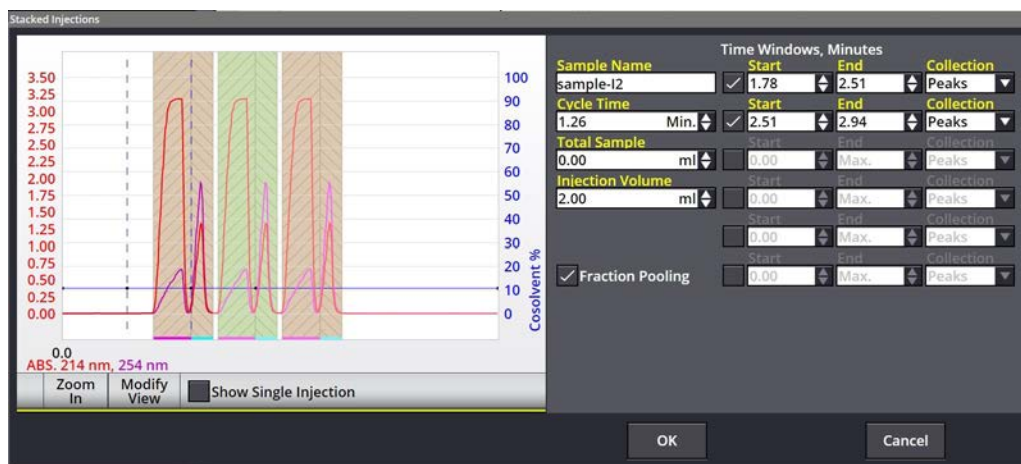 Stacked Injections
3.50
3.25
3.00
2.75
2.50
2.25
2.00
1.75
1.50
1.25
1.00
0.75
0.50
0.25
0.00
100
90
80
70
60
50
40
30
20
10
0
Cosolvent %
0.0
ABS. 214 nm, 254 nm
Zoom In
Modify View
Show Single Injection
Time Windows, Minutes
Sample Name Start End Collection
sample-I2 1.78 2.51 Peaks
Cycle Time Start End Collection
1.26 Min. 2.51 2.94 Peaks
Total Sample Start End Collection
0.00 ml 0.00 Max. Peaks
Injection Volume Start End Collection
2.00 ml 0.00 Max. Peaks
Start End Collection
0.00 Max. Peaks
Start End Collection
Fraction Pooling 0.00 Max. Peaks
OK Cancel